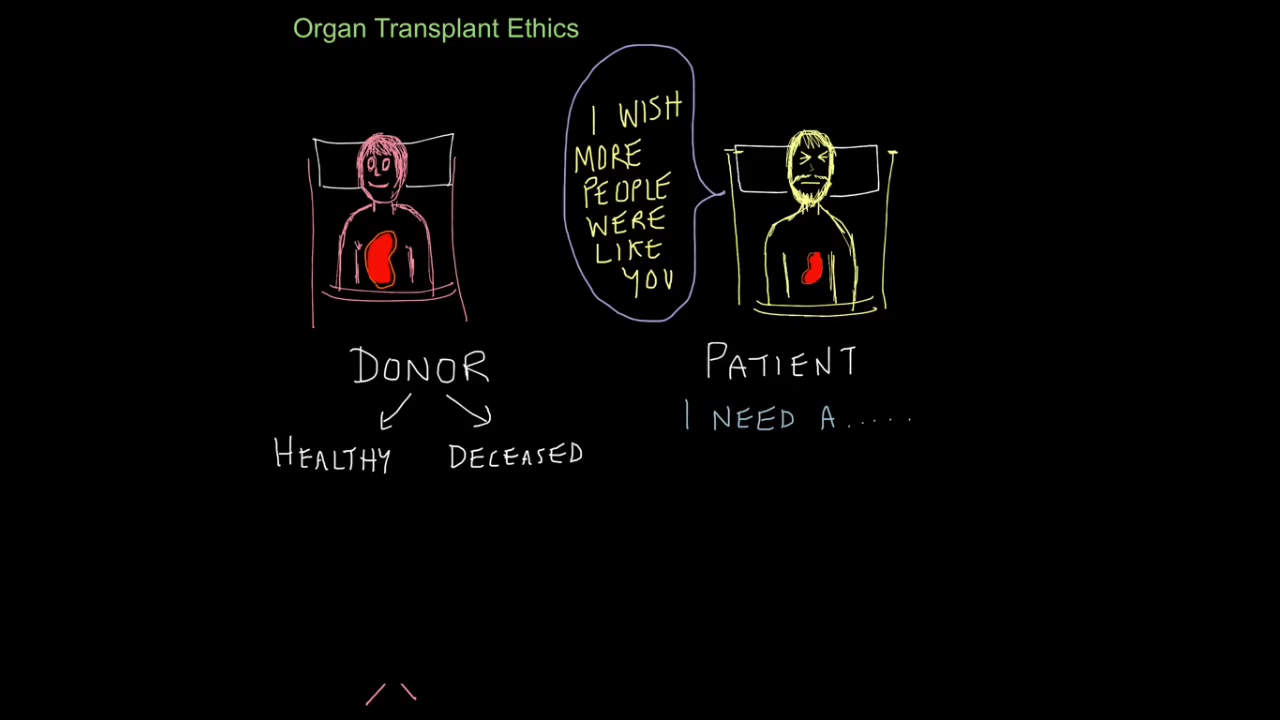 Organ Transplant Ethics
I WISH
MORE
PEOPLE
WERE
LIKE
YOU
DONOR
HEALTHY DECEASED
PATIENT
I NEED A.....